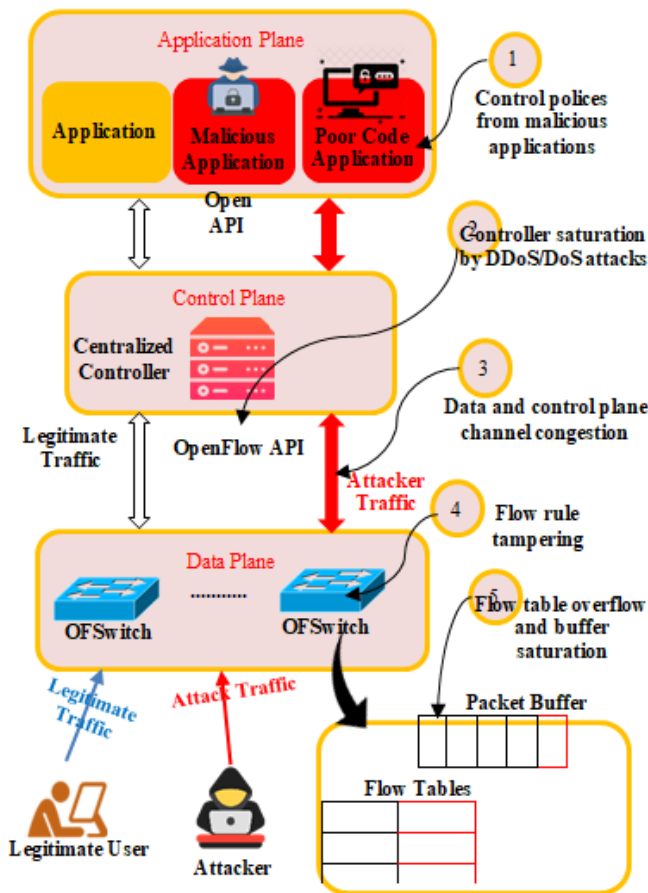 Application Plane
Application
Malicious
Application
Poor Code
Application
1
Control polices
from malicious
applications
Open
API
2
Controller saturation
by DDoS/DoS attacks
Control Plane
Centralized
Controller
3
Data and control plane
channel congestion
Legitimate
Traffic
OpenFlow API
Attacker
Traffic
4
Flow rule
tampering
Data Plane
...........
OFSwitch
OFSwitch
5
Flow table overflow
and buffer
saturation
Legitimate
Traffic
Attack Traffic
Packet Buffer
Flow Tables
Legitimate User
Attacker